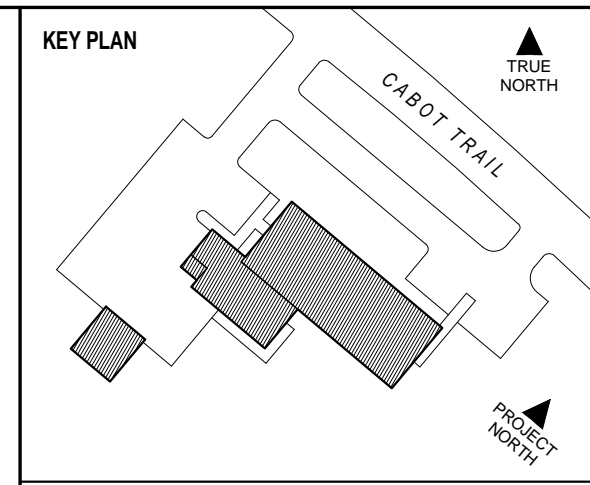 KEY PLAN
TRUE
NORTH
CABOT TRAIL
PROJECT
NORTH